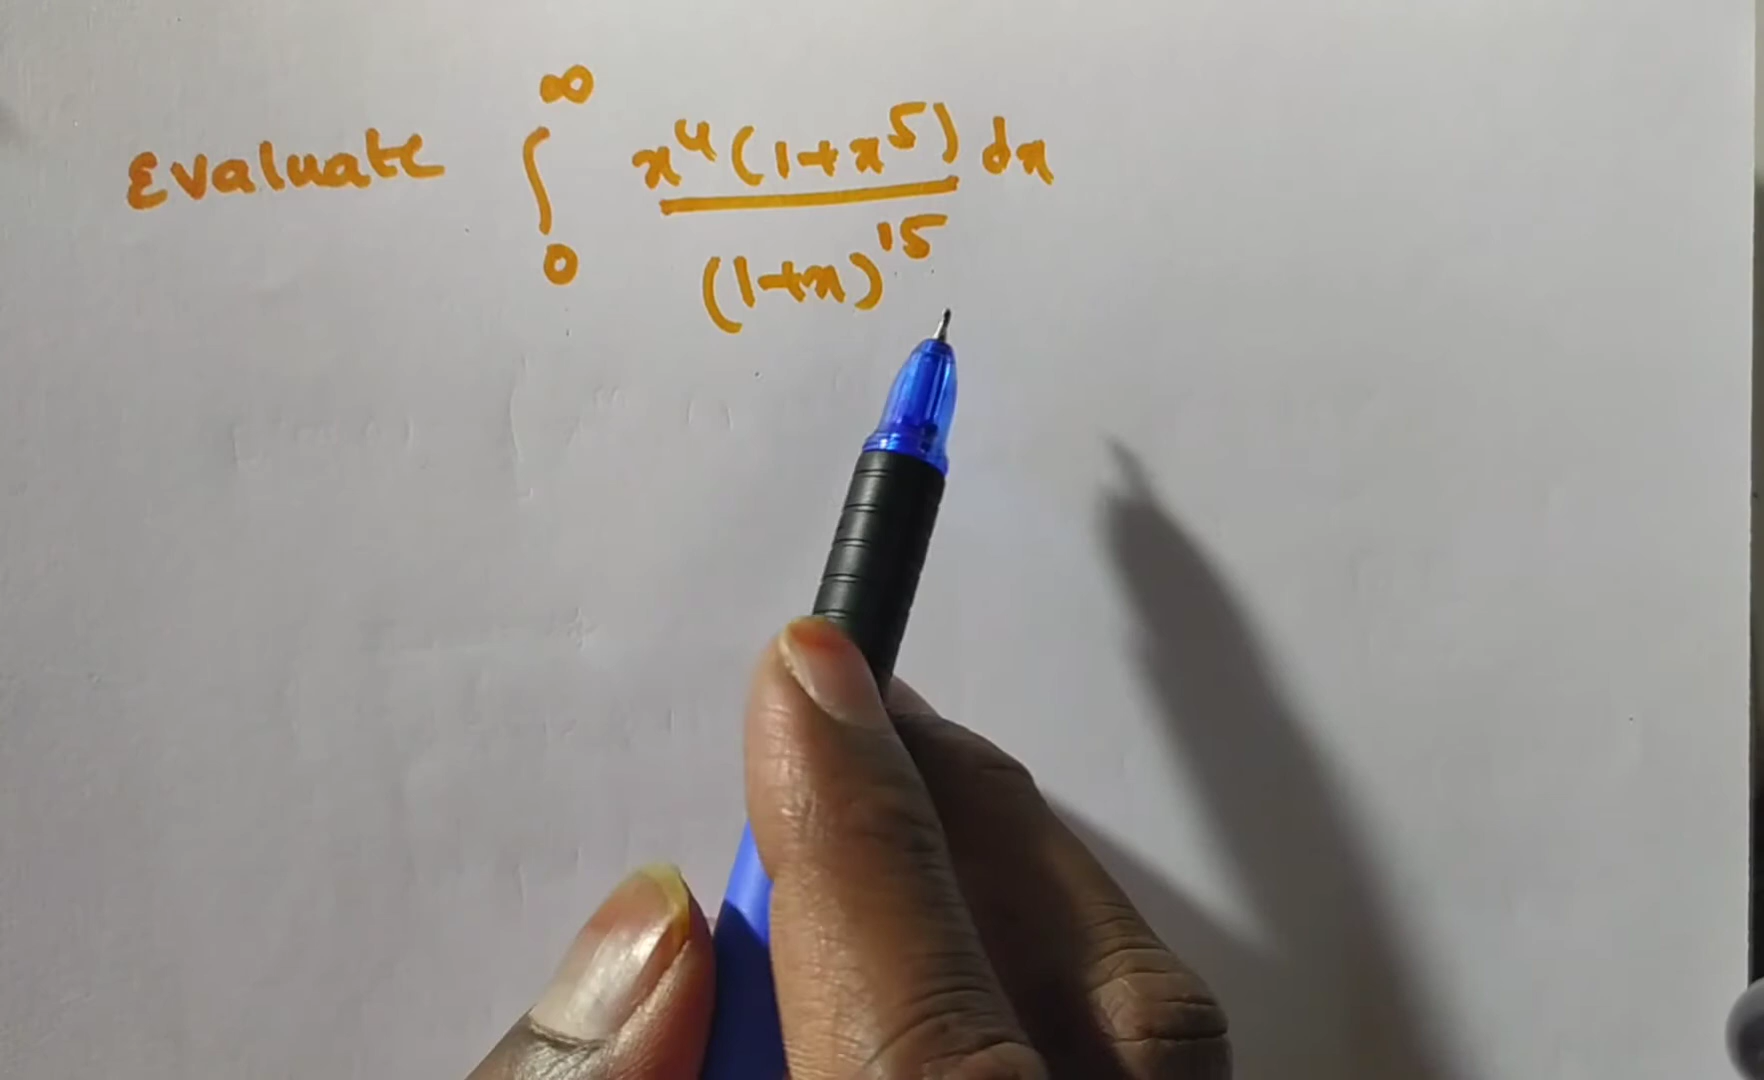 Evaluate ∫₀^∞ x⁴(1+x⁵) dx / (1+x)¹⁵